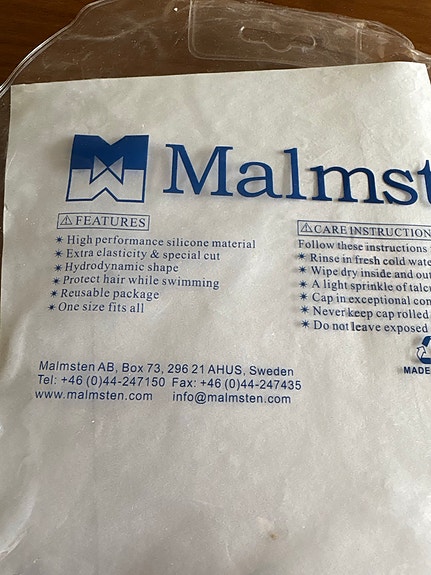 Malmst
⚠ FEATURES
✶ High performance silicone material
✶ Extra elasticity & special cut
✶ Hydrodynamic shape
✶ Protect hair while swimming
✶ Reusable package
✶ One size fits all
⚠ CARE INSTRUCTION
Follow these instructions
✶ Rinse in fresh cold wate
✶ Wipe dry inside and out
✶ A light sprinkle of talcu
✶ Cap in exceptional con
✶ Never keep cap rolled
✶ Do not leave exposed
MADE
Malmsten AB, Box 73, 296 21 AHUS, Sweden
Tel: +46 (0)44-247150 Fax: +46 (0)44-247435
www.malmsten.com info@malmsten.com